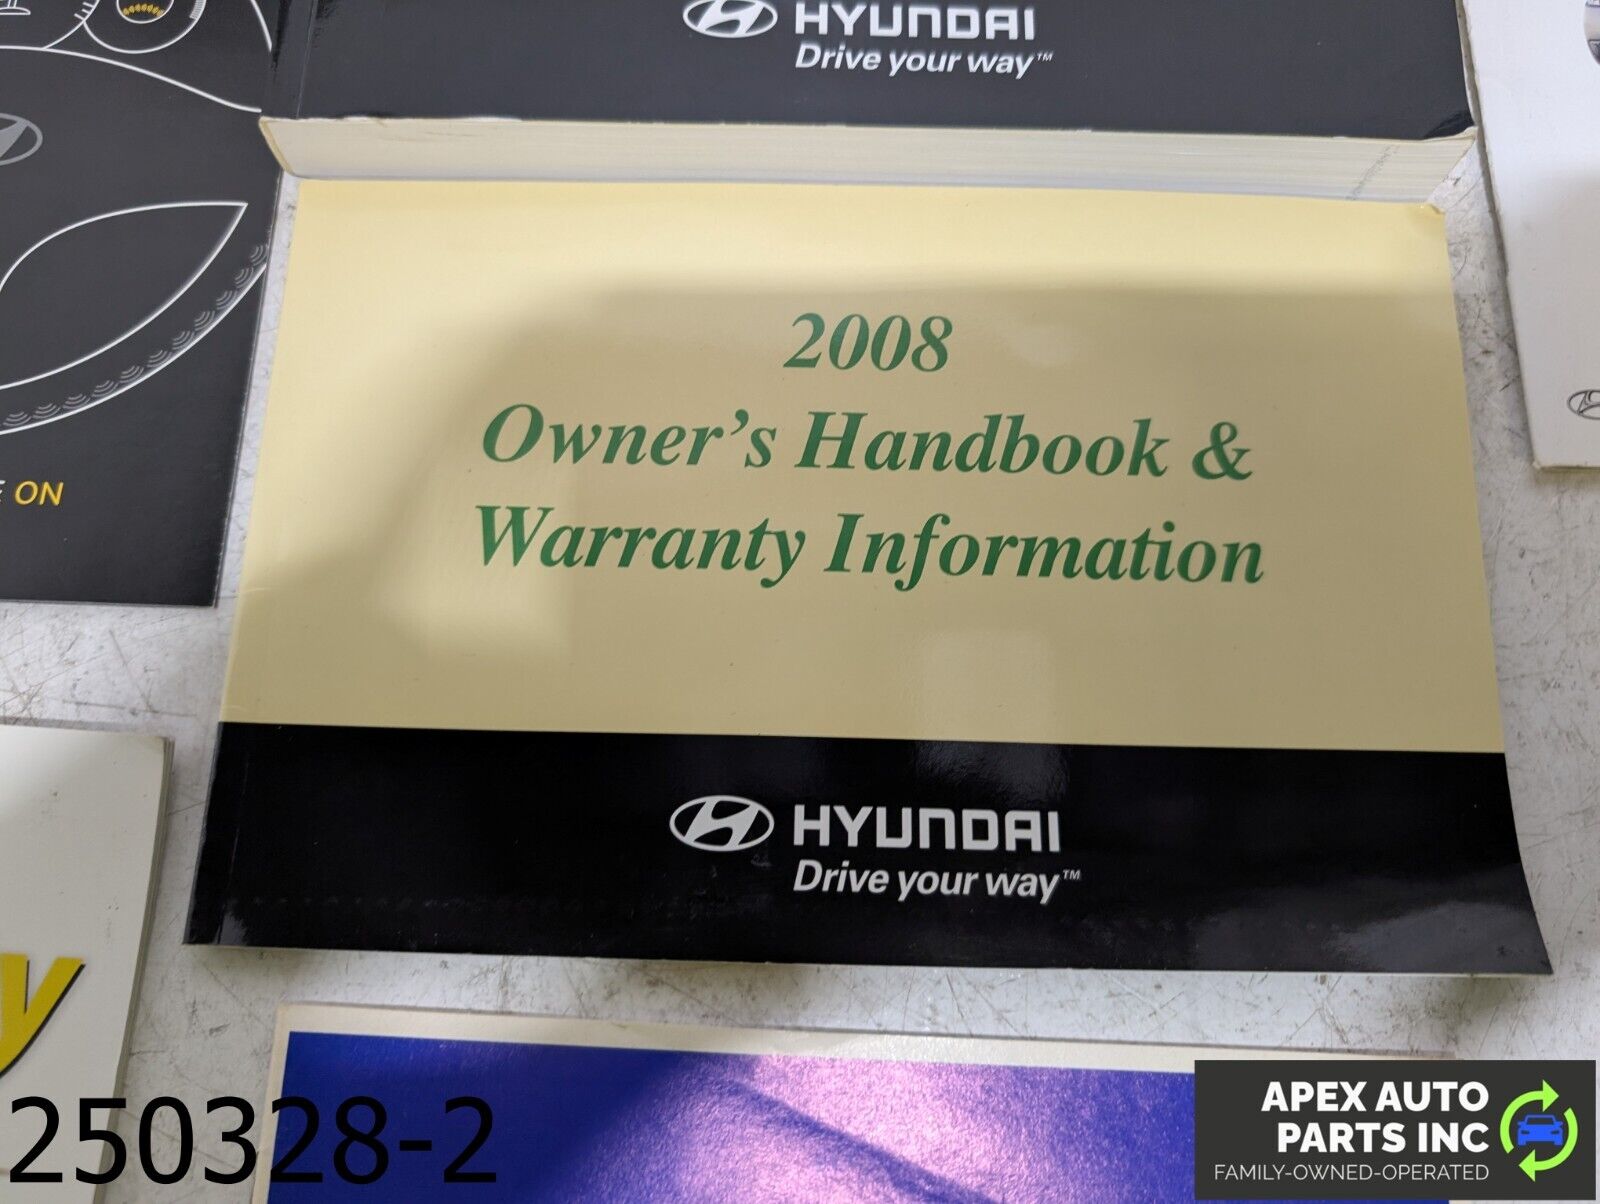 HYUNDAI
Drive your way™
ON
2008
Owner's Handbook &
Warranty Information
HYUNDAI
Drive your way™
y
250328-2
APEX AUTO
PARTS INC
FAMILY-OWNED-OPERATED